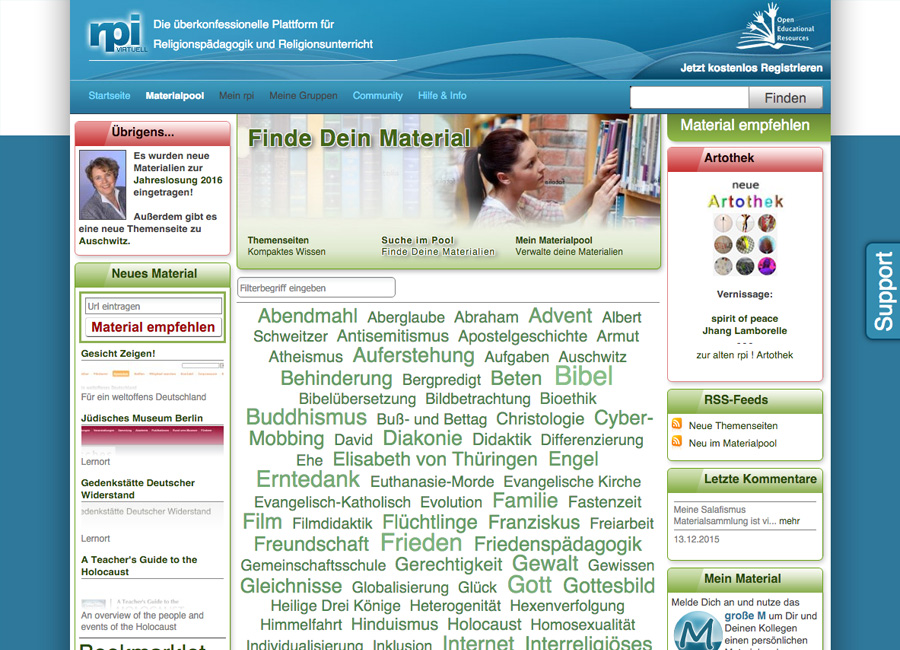 rpi
VIRTUELL
Die überkonfessionelle Plattform für
Religionspädagogik und Religionsunterricht
Open
Educational
Resources
Jetzt kostenlos Registrieren
Startseite Materialpool Mein rpi Meine Gruppen Community Hilfe & Info
Finden
Übrigens...
Es wurden neue
Materialien zur
Jahreslosung 2016
eingetragen!
Außerdem gibt es
eine neue Themenseite zu
Auschwitz.
Neues Material
Url eintragen
Material empfehlen
Gesicht Zeigen!
Für ein weltoffens Deutschland
Jüdisches Museum Berlin
Lernort
Gedenkstätte Deutscher
Widerstand
edenkstätte Deutscher Widerstand
Lernort
A Teacher's Guide to the
Holocaust
A Teacher's Guide to the
An overview of the people and
events of the Holocaust
Bookmarklet
Finde Dein Material
Themenseiten
Kompaktes Wissen
Suche im Pool
Finde Deine Materialien
Mein Materialpool
Verwalte deine Materialien
Filterbegriff eingeben
Abendmahl Aberglaube Abraham Advent Albert
Schweitzer Antisemitismus Apostelgeschichte Armut
Atheismus Auferstehung Aufgaben Auschwitz
Behinderung Bergpredigt Beten Bibel
Bibelübersetzung Bildbetrachtung Bioethik
Buddhismus Buß- und Bettag Christologie Cyber-
Mobbing David Diakonie Didaktik Differenzierung
Ehe Elisabeth von Thüringen Engel
Erntedank Euthanasie-Morde Evangelische Kirche
Evangelisch-Katholisch Evolution Familie Fastenzeit
Film Filmdidaktik Flüchtlinge Franziskus Freiarbeit
Freundschaft Frieden Friedenspädagogik
Gemeinschaftsschule Gerechtigkeit Gewalt Gewissen
Gleichnisse Globalisierung Glück Gott Gottesbild
Heilige Drei Könige Heterogenität Hexenverfolgung
Himmelfahrt Hinduismus Holocaust Homosexualität
Individualisierung Inklusion Internet Interreligiöses
Material empfehlen
Artothek
neue
Artothek
Vernissage:
spirit of peace
Jhang Lamborelle
- - -
zur alten rpi ! Artothek
RSS-Feeds
Neue Themenseiten
Neu im Materialpool
Letzte Kommentare
Meine Salafismus
Materialsammlung ist vi... mehr
13.12.2015
Mein Material
Melde Dich an und nutze das
große M um Dir und
Deinen Kollegen
einen persönlichen
M
Support